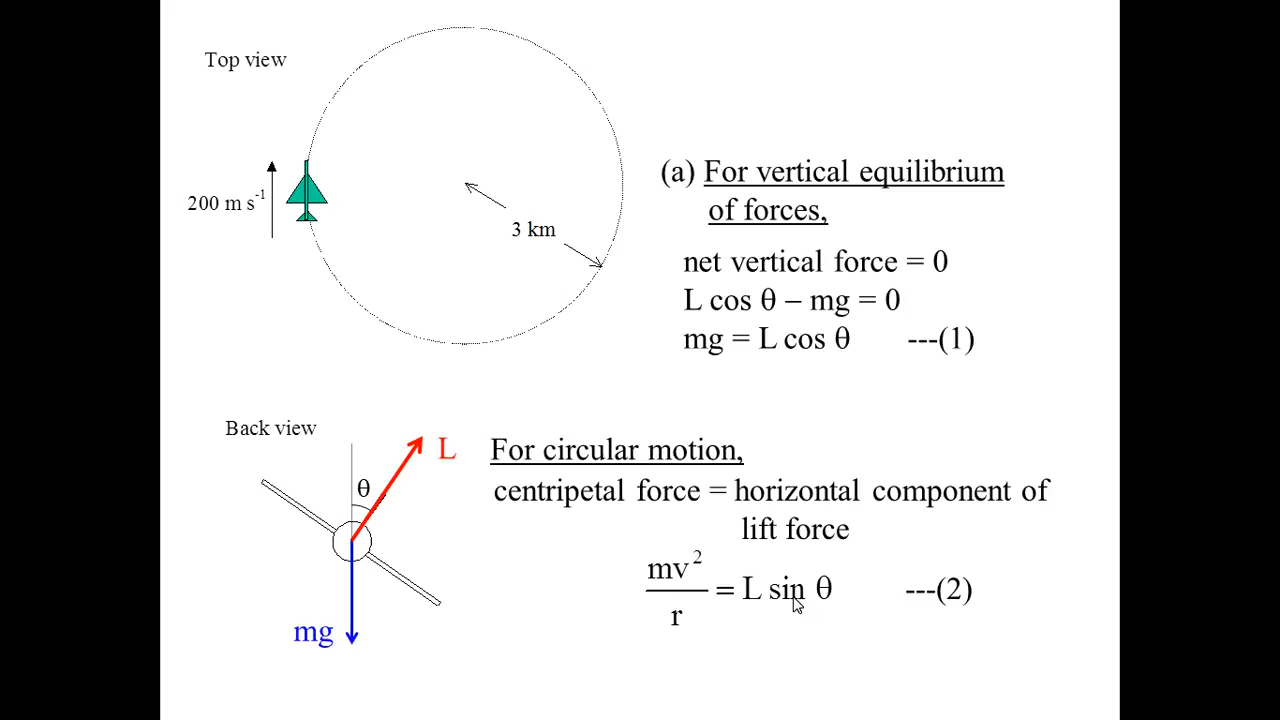 Top view
200 m s-1
3 km
(a) For vertical equilibrium
of forces,
net vertical force = 0
L cos θ – mg = 0
mg = L cos θ ---(1)
Back view
θ
L
mg
For circular motion,
centripetal force = horizontal component of
lift force
mv²/r = L sin θ ---(2)